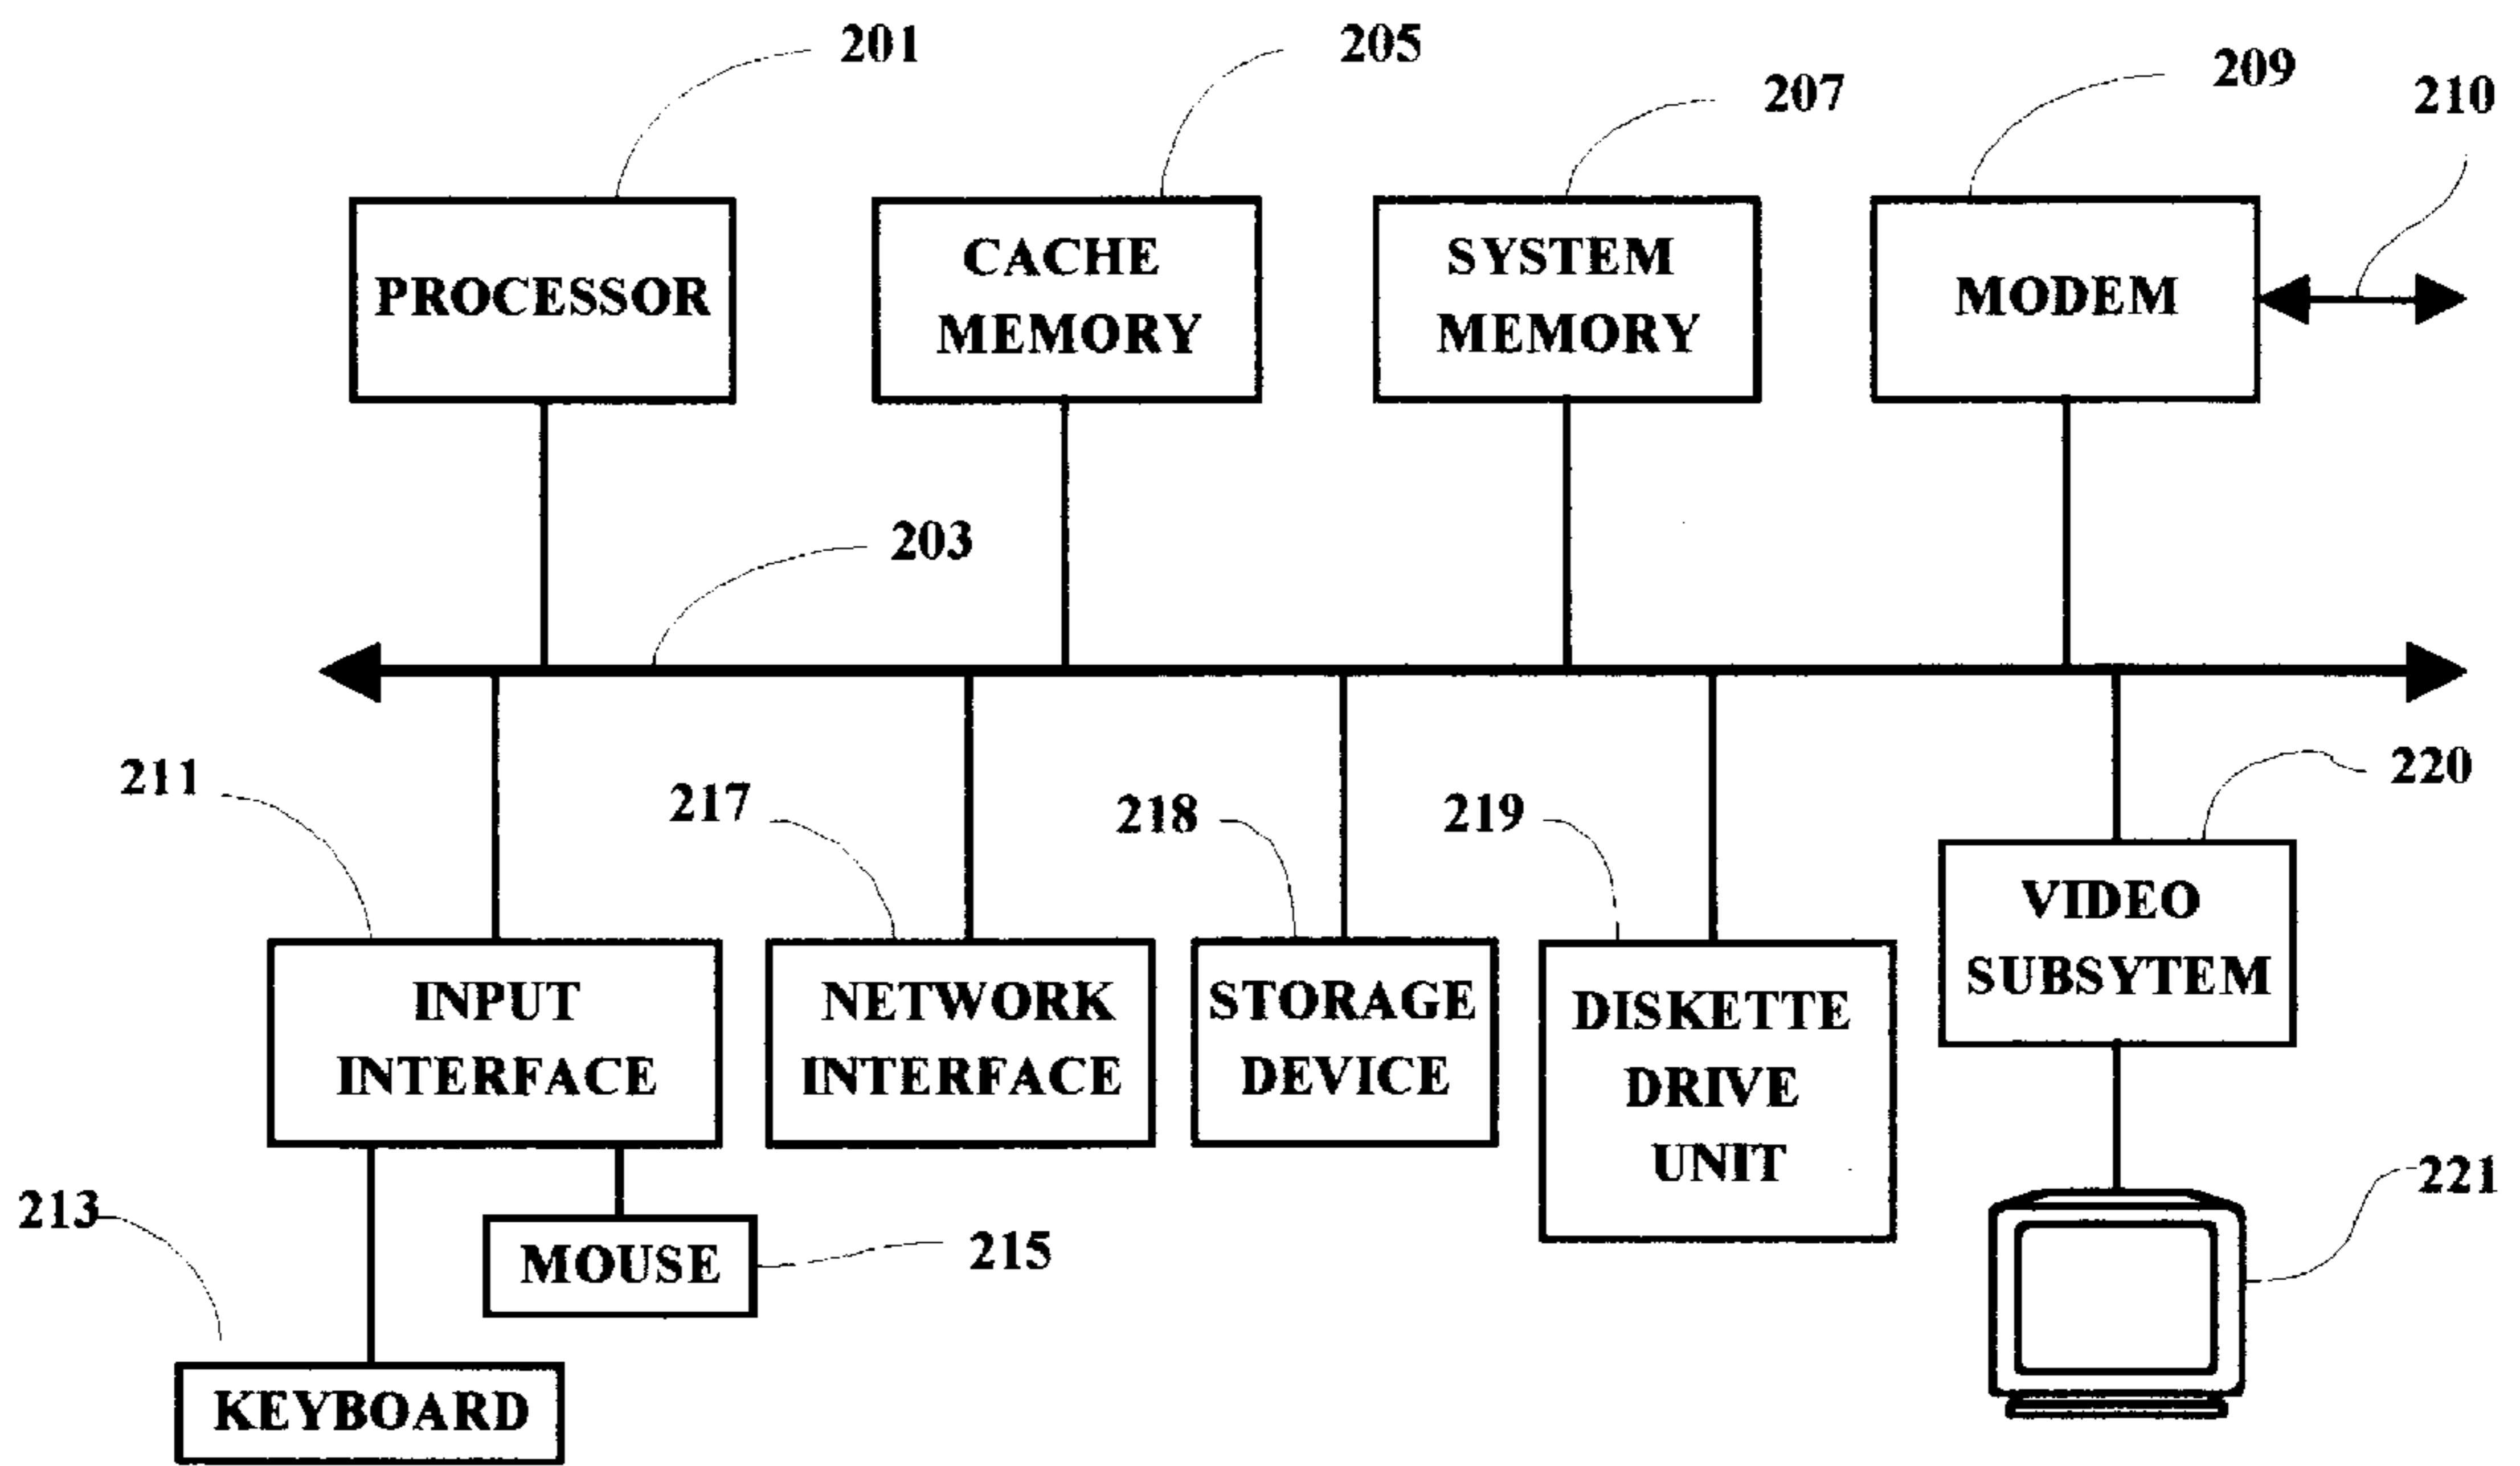 201
205
207
209
210
PROCESSOR
CACHE
MEMORY
SYSTEM
MEMORY
MODEM
203
211
217
218
219
220
INPUT
INTERFACE
NETWORK
INTERFACE
STORAGE
DEVICE
DISKETTE
DRIVE
UNIT
VIDEO
SUBSYTEM
213
MOUSE
215
221
KEYBOARD